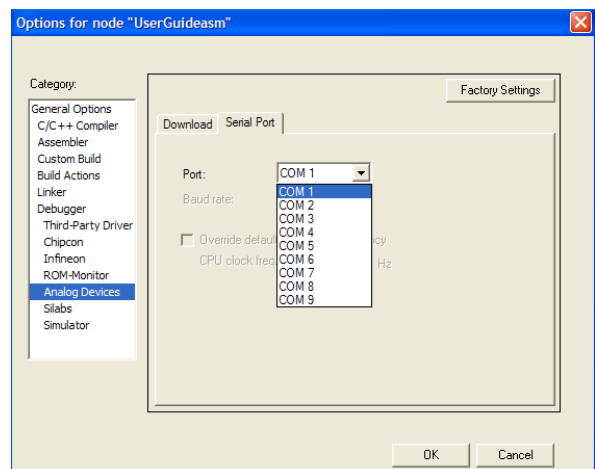 Options for node "UserGuideasm"
Category:
Factory Settings
General Options
C/C++ Compiler
Assembler
Custom Build
Build Actions
Linker
Debugger
Third-Party Driver
Chipcon
Infineon
ROM-Monitor
Analog Devices
Silabs
Simulator
Download Serial Port
Port: COM 1
Baud rate:
COM 1
COM 2
COM 3
COM 4
COM 5
COM 6
COM 7
COM 8
COM 9
Override defaul cy
CPU clock freq Hz
OK Cancel